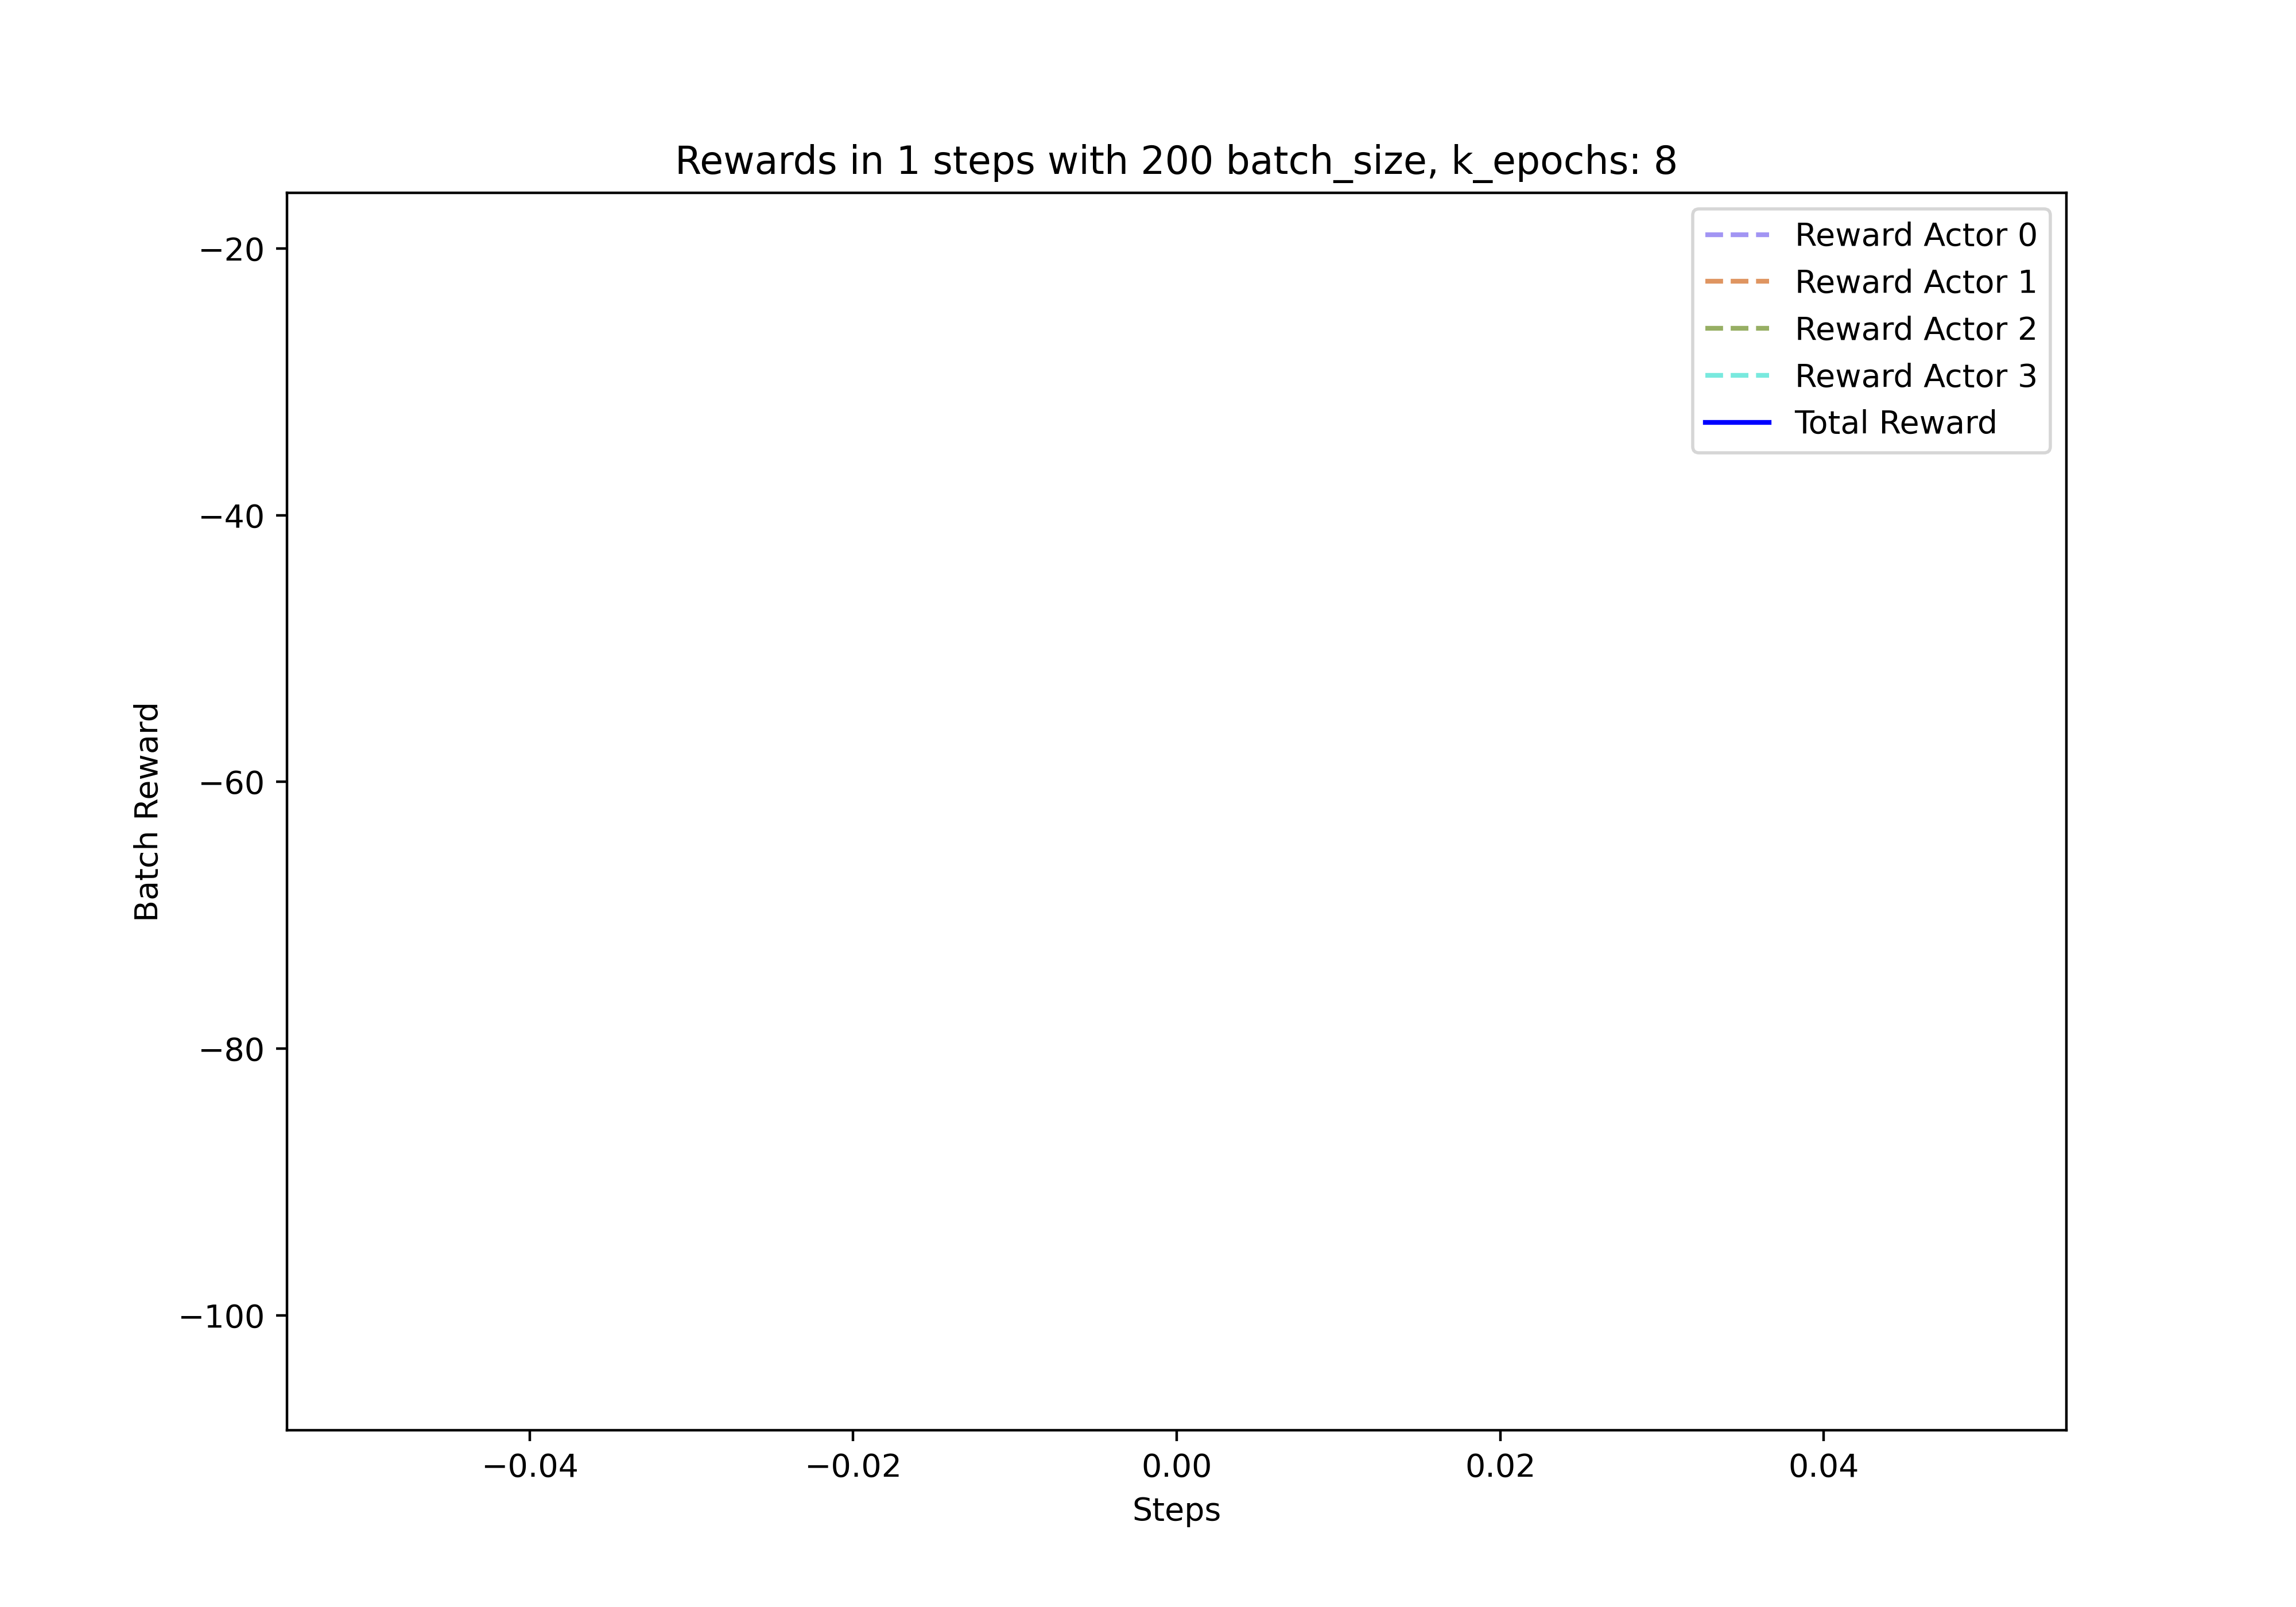 Rewards in 1 steps with 200 batch_size, k_epochs: 8
Reward Actor 0
Reward Actor 1
Reward Actor 2
Reward Actor 3
Total Reward
−20
−40
−60
−80
−100
Batch Reward
−0.04
−0.02
0.00
0.02
0.04
Steps